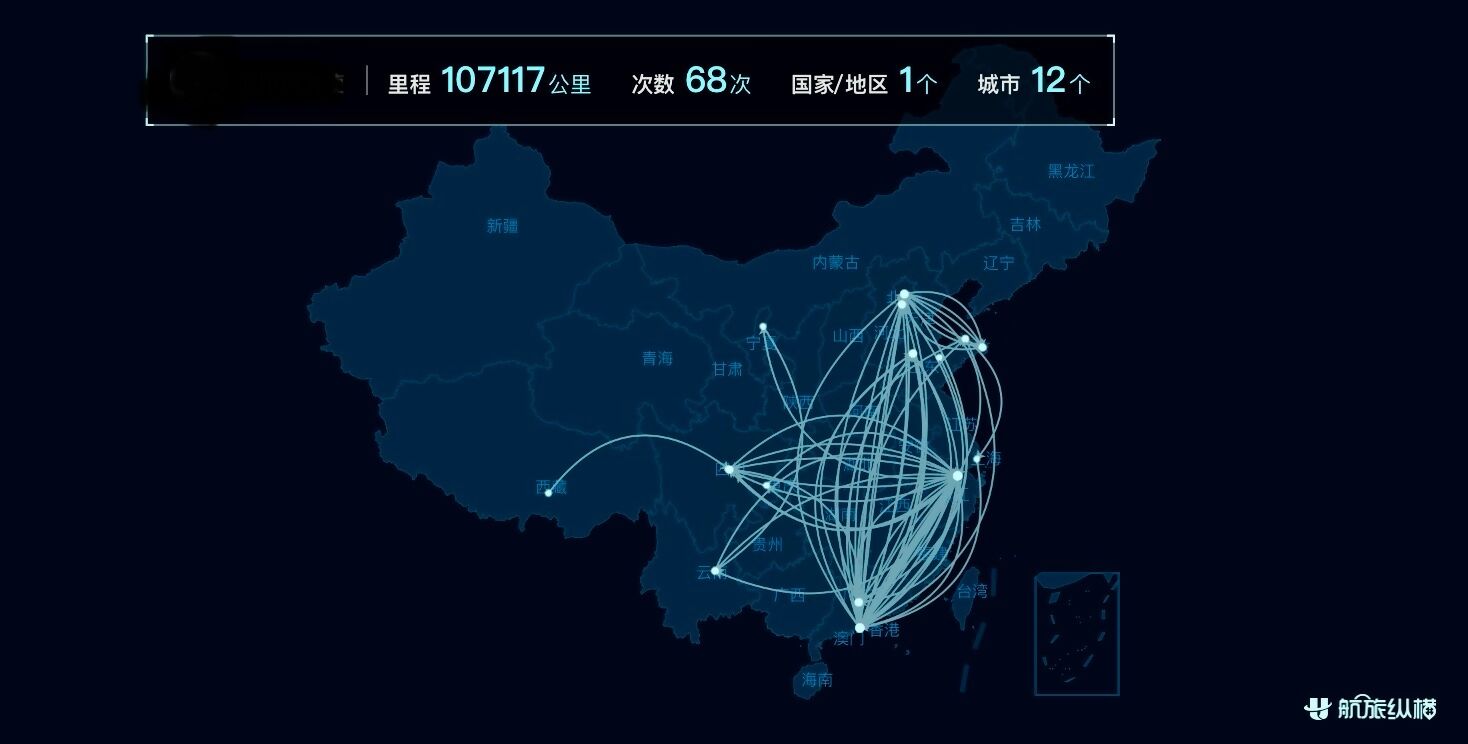 里程 107117公里 次数 68次 国家/地区 1个 城市 12个
黑龙江
新疆
吉林
内蒙古
辽宁
山西
宁
青海
甘肃
陕西
江苏
上海
西藏
江西
贵州
云南
广西
台湾
澳门
香港
海南
航旅纵横